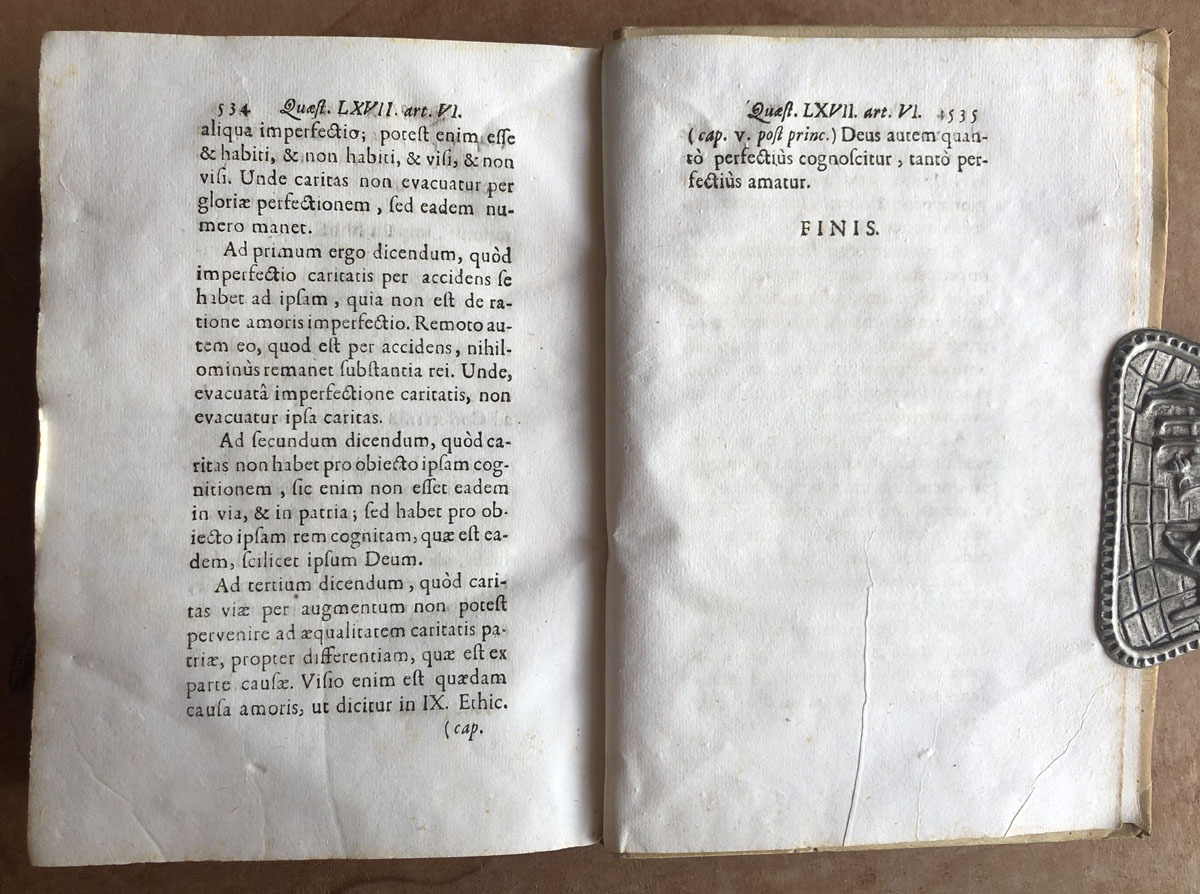 534 Quæſt. LXVII. art. VI.
aliqua imperfectio; poteſt enim eſſe
& habiti, & non habiti, & viſi, & non
viſi. Unde caritas non evacuatur per
gloriæ perfectionem, ſed eadem nu-
mero manet.
Ad primum ergo dicendum, quòd
imperfectio caritatis per accidens ſe
habet ad ipſam, quia non eſt de ra-
tione amoris imperfectio. Remoto au-
tem eo, quod eſt per accidens, nihil-
ominùs remanet ſubſtantia rei. Unde,
evacuatâ imperfectione caritatis, non
evacuatur ipſa caritas.
Ad ſecundum dicendum, quòd ca-
ritas non habet pro obiecto ipſam cog-
nitionem, ſic enim non eſſet eadem
in via, & in patria; ſed habet pro ob-
iecto ipſam rem cognitam, quæ eſt ea-
dem, ſcilicet ipſum Deum.
Ad tertium dicendum, quòd cari-
tas viæ per augmentum non poteſt
pervenire ad æqualitatem caritatis pa-
triæ, propter differentiam, quæ eſt ex
parte cauſæ. Viſio enim eſt quædam
cauſa amoris, ut dicitur in IX. Ethic.
(cap.
Quæſt. LXVII. art. VI. 535
(cap. v. poſt princ.) Deus autem quan-
tò perfectiùs cognoſcitur, tantò per-
fectiùs amatur.
FINIS.